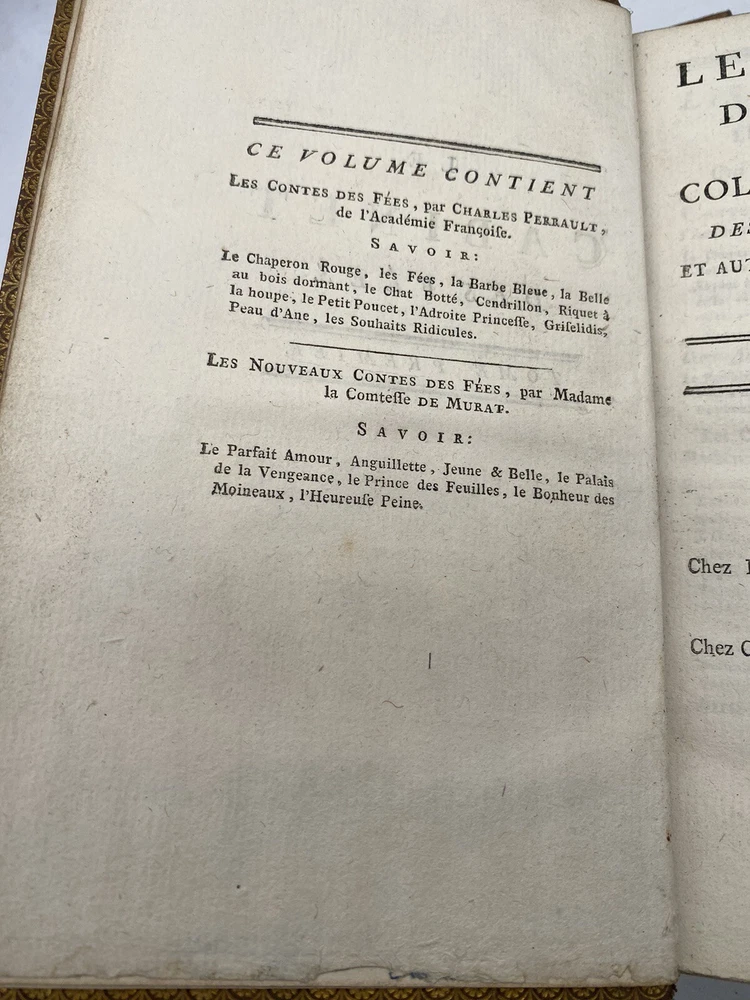 CE VOLUME CONTIENT
LES CONTES DES FÉES, par CHARLES PERRAULT,
de l'Académie Françoiſe.
SAVOIR:
Le Chaperon Rouge, les Fées, la Barbe Bleue, la Belle
au bois dormant, le Chat Botté, Cendrillon, Riquet à
la houpe, le Petit Poucet, l'Adroite Princeſſe, Griſelidis,
Peau d'Ane, les Souhaits Ridicules.
LES NOUVEAUX CONTES DES FÉES, par Madame
la Comteſſe DE MURAT.
SAVOIR:
Le Parfait Amour, Anguillette, Jeune & Belle, le Palais
de la Vengeance, le Prince des Feuilles, le Bonheur des
Moineaux, l'Heureuſe Peine.
LE
D
COL
DES
ET AUT
Chez
Chez C